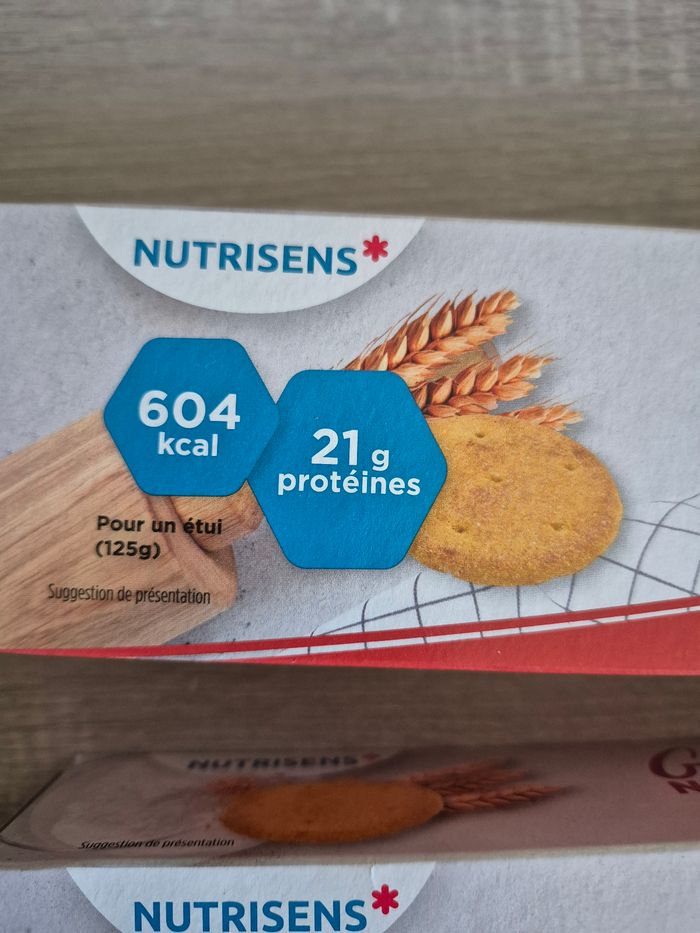 NUTRISENS*
604
kcal
21 g
protéines
Pour un étui
(125g)
Suggestion de présentation
NUTRISENS*
Suggestion de présentation
NUTRISENS*